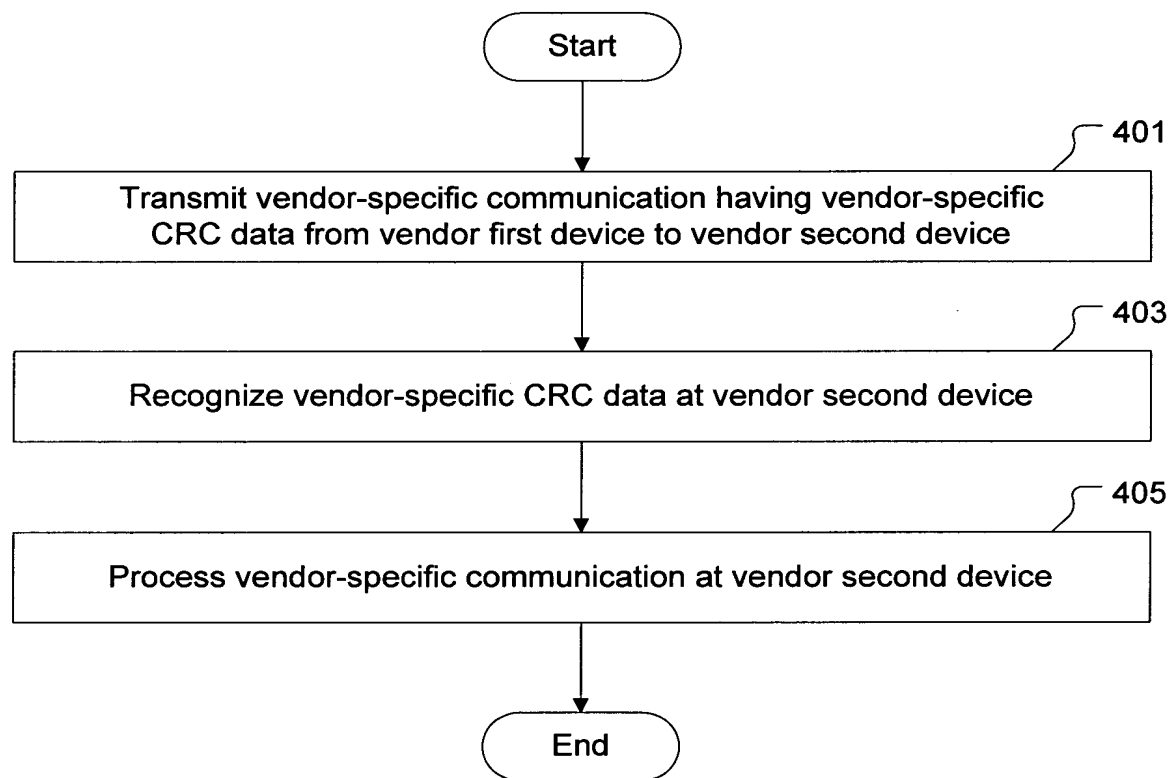 Start
401
Transmit vendor-specific communication having vendor-specific
CRC data from vendor first device to vendor second device
403
Recognize vendor-specific CRC data at vendor second device
405
Process vendor-specific communication at vendor second device
End